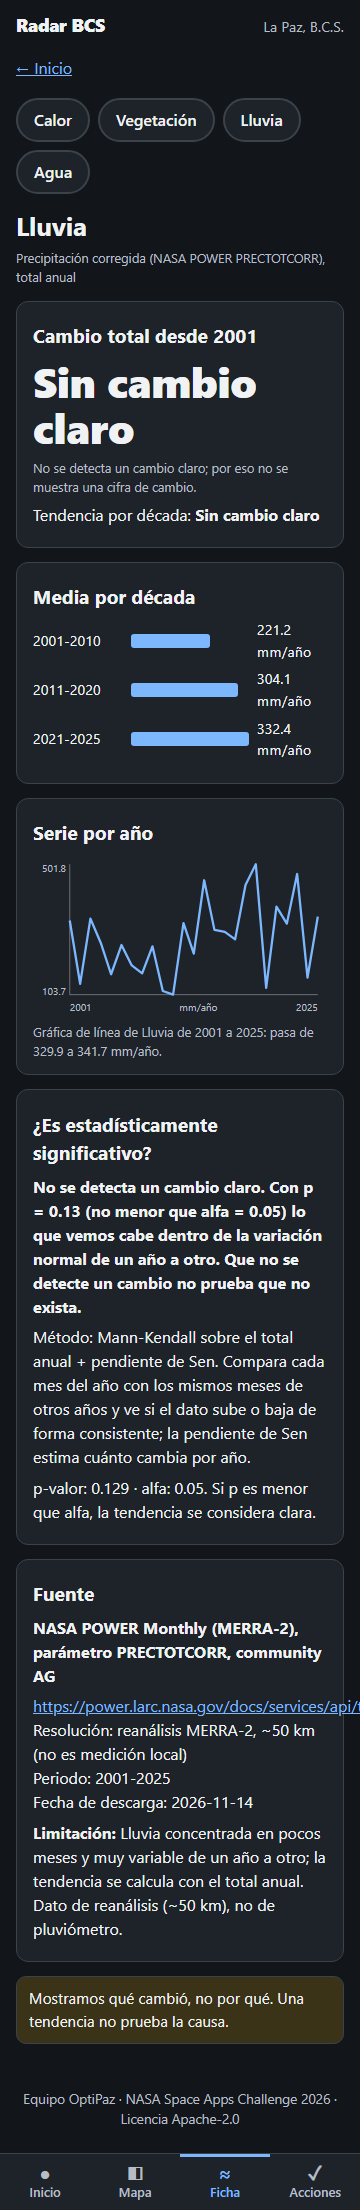 Radar BCS
La Paz, B.C.S.
← Inicio
Calor
Vegetación
Lluvia
Agua
Lluvia
Precipitación corregida (NASA POWER PRECTOTCORR),
total anual
Cambio total desde 2001
Sin cambio
claro
No se detecta un cambio claro; por eso no se
muestra una cifra de cambio.
Tendencia por década: Sin cambio claro
Media por década
2001-2010
221.2
mm/año
2011-2020
304.1
mm/año
2021-2025
332.4
mm/año
Serie por año
501.8
103.7
2001
mm/año
2025
Gráfica de línea de Lluvia de 2001 a 2025: pasa de
329.9 a 341.7 mm/año.
¿Es estadísticamente
significativo?
No se detecta un cambio claro. Con p
= 0.13 (no menor que alfa = 0.05) lo
que vemos cabe dentro de la variación
normal de un año a otro. Que no se
detecte un cambio no prueba que no
exista.
Método: Mann-Kendall sobre el total
anual + pendiente de Sen. Compara cada
mes del año con los mismos meses de
otros años y ve si el dato sube o baja de
forma consistente; la pendiente de Sen
estima cuánto cambia por año.
p-valor: 0.129 · alfa: 0.05. Si p es menor
que alfa, la tendencia se considera clara.
Fuente
NASA POWER Monthly (MERRA-2),
parámetro PRECTOTCORR, community
AG
https://power.larc.nasa.gov/docs/services/api/
Resolución: reanálisis MERRA-2, ~50 km
(no es medición local)
Periodo: 2001-2025
Fecha de descarga: 2026-11-14
Limitación: Lluvia concentrada en pocos
meses y muy variable de un año a otro; la
tendencia se calcula con el total anual.
Dato de reanálisis (~50 km), no de
pluviómetro.
Mostramos qué cambió, no por qué. Una
tendencia no prueba la causa.
Equipo OptiPaz · NASA Space Apps Challenge 2026 ·
Licencia Apache-2.0
Inicio
Mapa
Ficha
Acciones